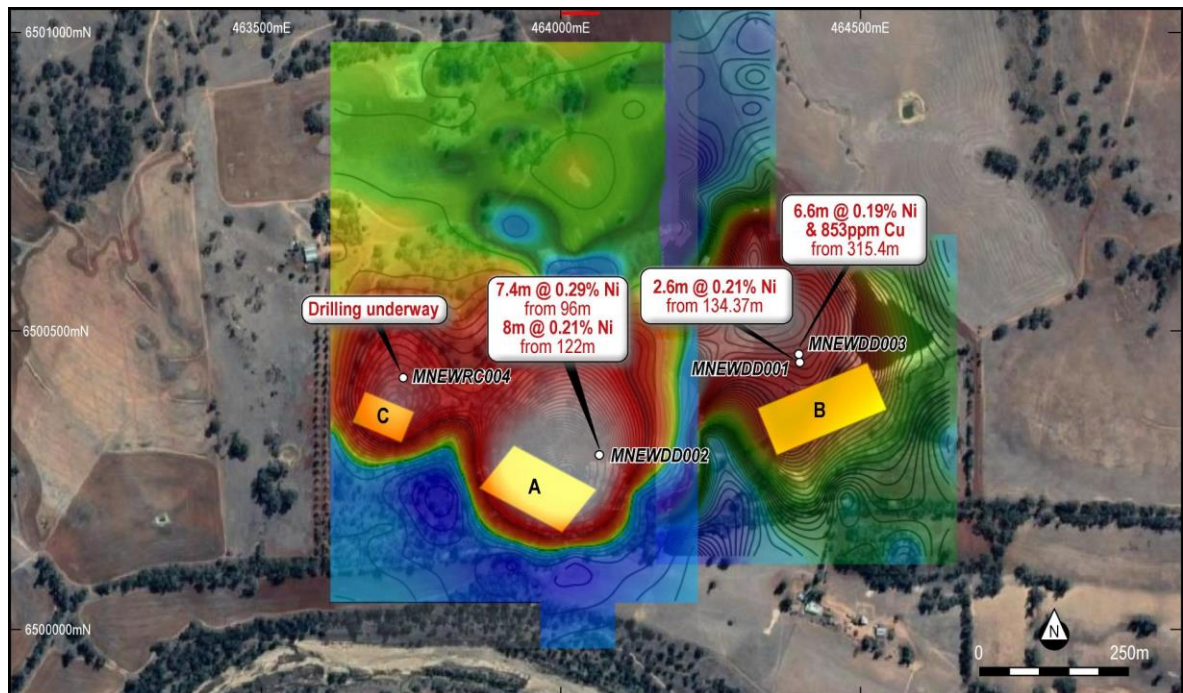 463500mE
464000mE
464500mE
6501000mN
6.6m @ 0.19% Ni
& 853ppm Cu
from 315.4m
7.4m @ 0.29% Ni
from 96m
8m @ 0.21% Ni
from 122m
2.6m @ 0.21% Ni
from 134.37m
Drilling underway
6500500mN
MNEWDD003
MNEWDD001
MNEWRC004
C
B
MNEWDD002
A
6500000mN
N
0
250m